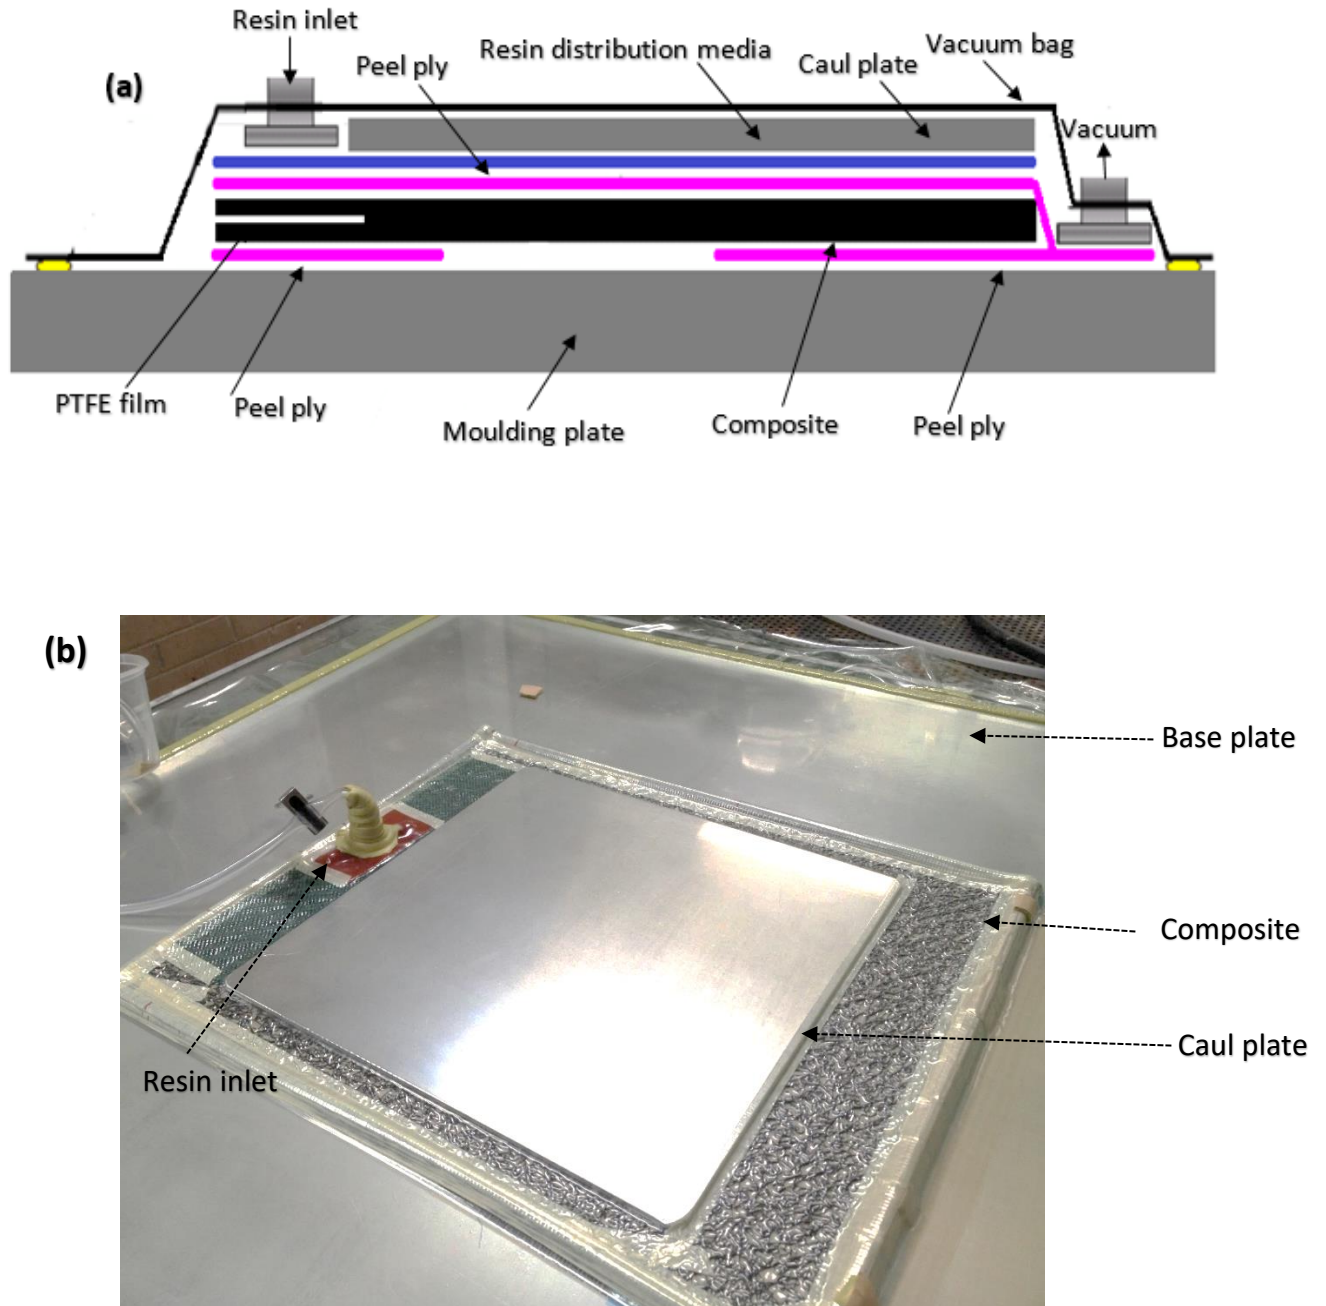 (a)
Resin inlet
Peel ply
Resin distribution media
Caul plate
Vacuum bag
Vacuum
PTFE film
Peel ply
Moulding plate
Composite
Peel ply
(b)
Base plate
Composite
Caul plate
Resin inlet